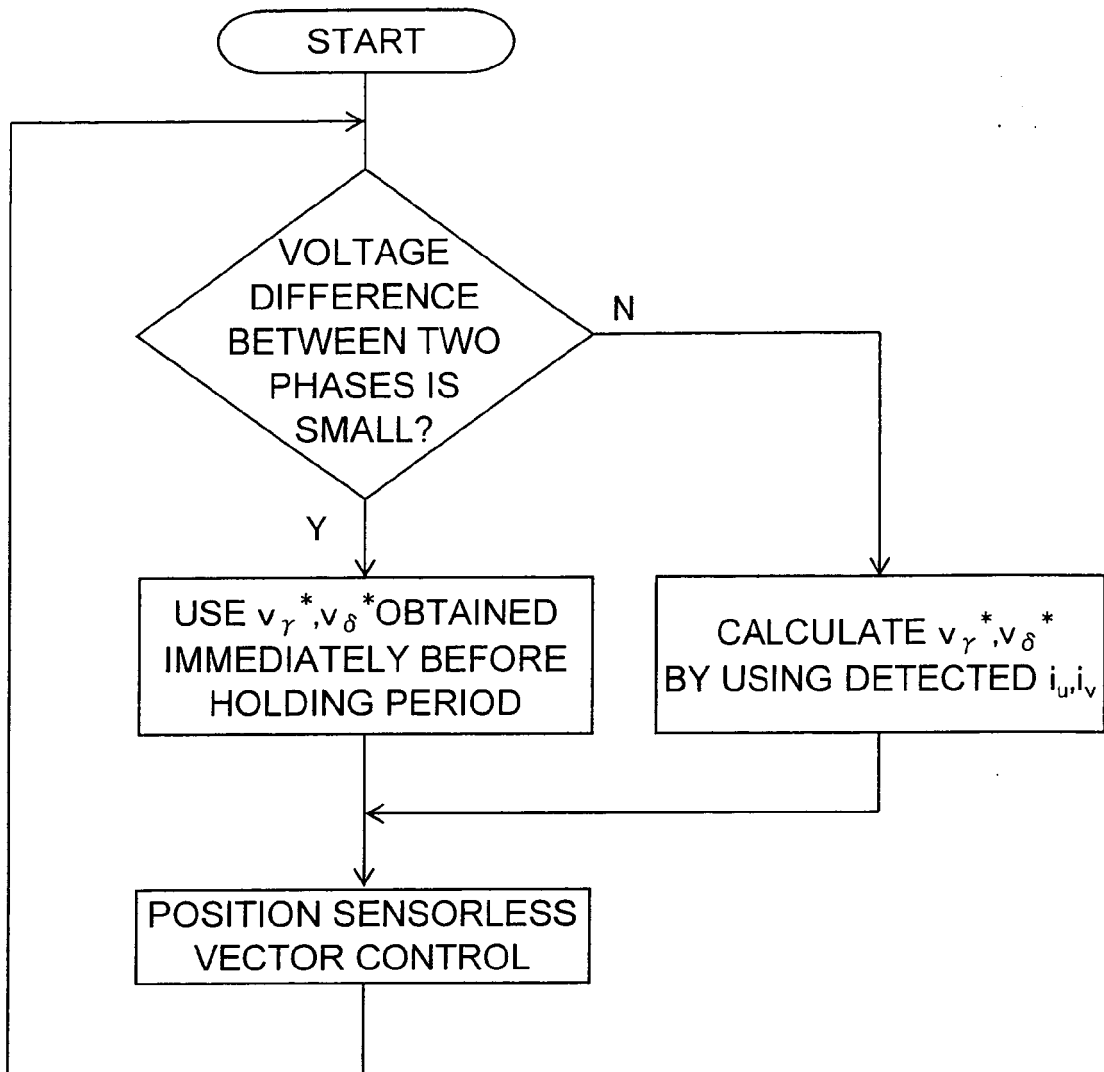 START
VOLTAGE
DIFFERENCE
BETWEEN TWO
PHASES IS
SMALL?
N
Y
USE vγ*,vδ* OBTAINED
IMMEDIATELY BEFORE
HOLDING PERIOD
CALCULATE vγ*,vδ*
BY USING DETECTED iu,iv
POSITION SENSORLESS
VECTOR CONTROL